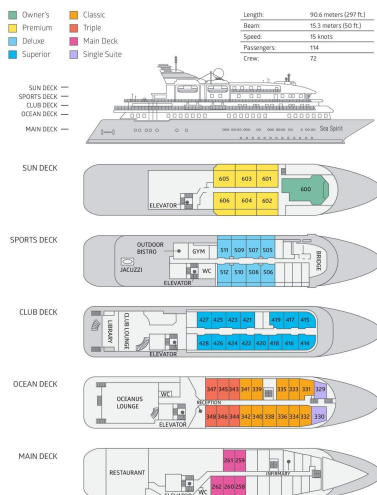 Owner's
Premium
Deluxe
Superior
Classic
Triple
Main Deck
Single Suite
Length: 90.6 meters (297 ft.)
Beam: 15.3 meters (50 ft.)
Speed: 15 knots
Passengers: 114
Crew: 72
SUN DECK
SPORTS DECK
CLUB DECK
OCEAN DECK
MAIN DECK
Sea Spirit
SUN DECK
605 603 601
600
606 604 602
ELEVATOR
SPORTS DECK
OUTDOOR
BISTRO
GYM
511 509 507 505
BRIDGE
JACUZZI
WC
512 510 508 506
ELEVATOR
CLUB DECK
LIBRARY
CLUB LOUNGE
427 425 423 421 419 417 415
428 426 424 422 420 418 416 414
ELEVATOR
OCEAN DECK
OCEANUS
LOUNGE
WC
347 345 343 341 339 335 333 331 329
RECEPTION
348 346 344 342 340 338 336 334 332 330
ELEVATOR
MAIN DECK
RESTAURANT
261 259
INFIRMARY
262 260 258
WC
ELEVATOR